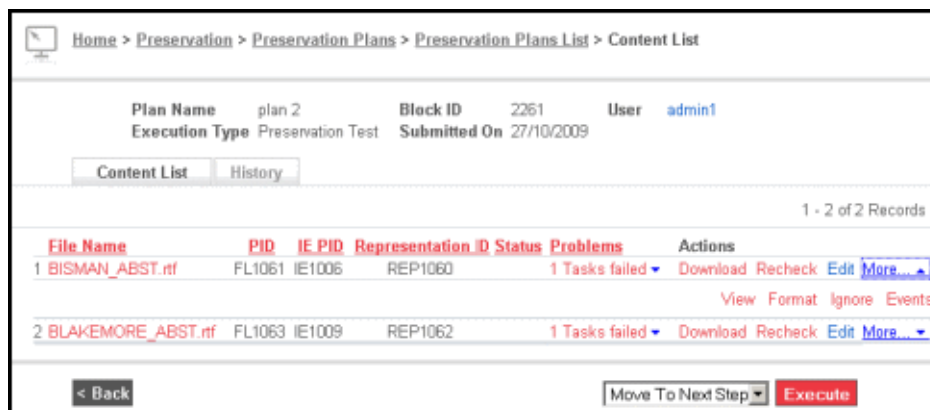 Home > Preservation > Preservation Plans > Preservation Plans List > Content List
Plan Name plan 2 Block ID 2261 User admin1
Execution Type Preservation Test Submitted On 27/10/2009
Content List History
1 - 2 of 2 Records
File Name PID IE PID Representation ID Status Problems Actions
1 BISMAN_ABST.rtf FL1061 IE1006 REP1060 1 Tasks failed Download Recheck Edit More...
View Format Ignore Events
2 BLAKEMORE_ABST.rtf FL1063 IE1009 REP1062 1 Tasks failed Download Recheck Edit More...
< Back Move To Next Step Execute